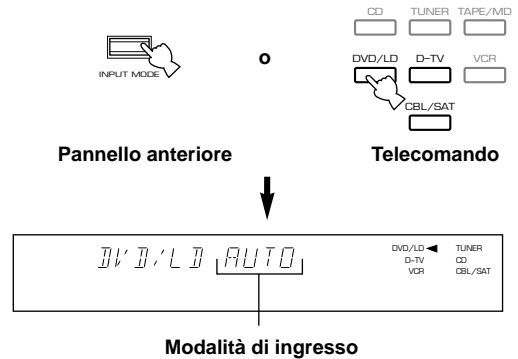 CD TUNER TAPE/MD
DVD/LD D-TV VCR
INPUT MODE
o
CBL/SAT
Pannello anteriore Telecomando
DVD/LD AUTO
DVD/LD TUNER
D-TV CD
VCR CBL/SAT
Modalità di ingresso